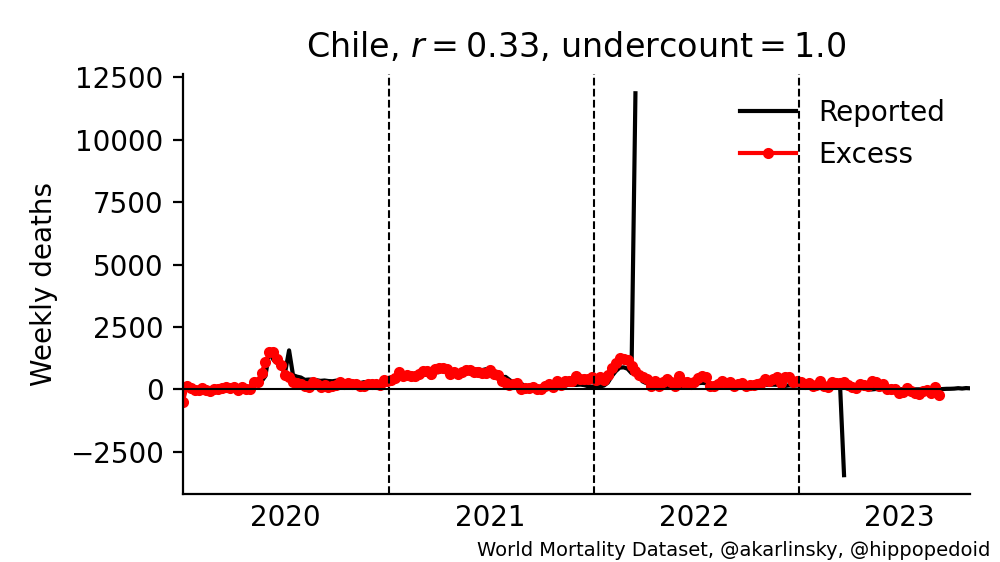 Chile, r = 0.33, undercount = 1.0
12500
10000
7500
5000
2500
0
−2500
Weekly deaths
Reported
Excess
2020 2021 2022 2023
World Mortality Dataset, @akarlinsky, @hippopedoid